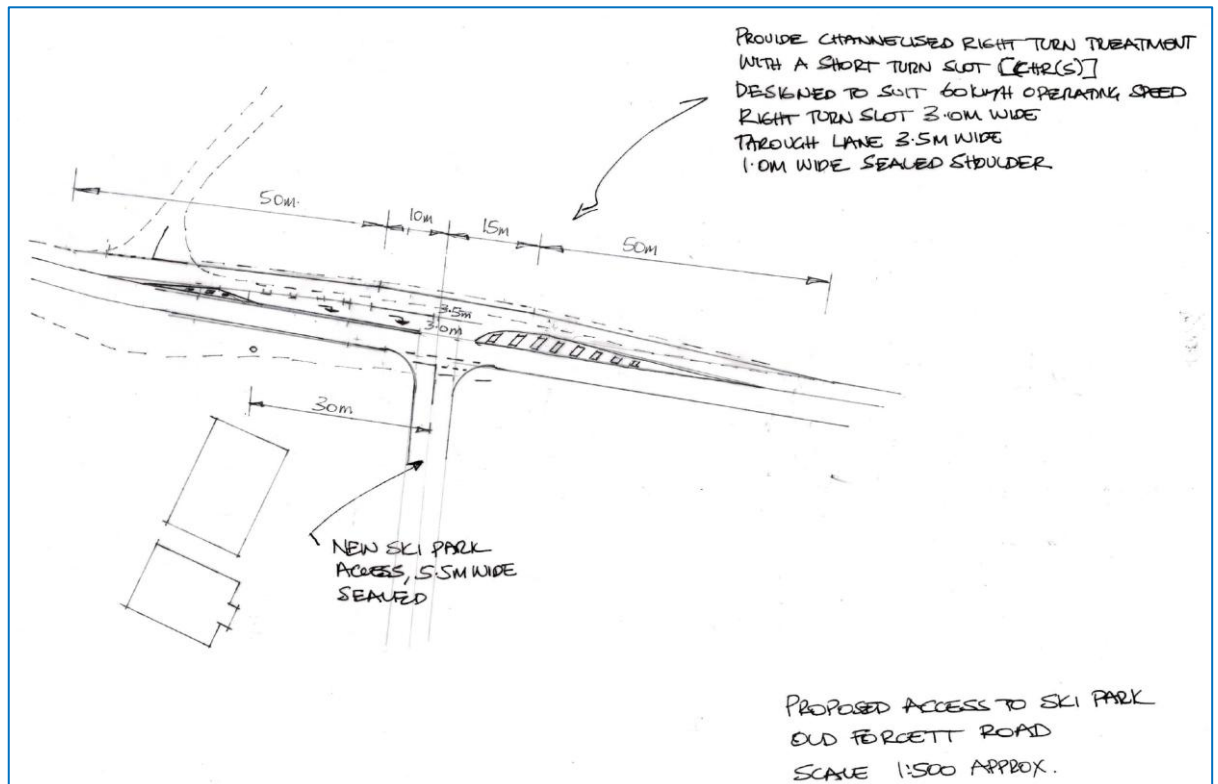 PROVIDE CHANNELISED RIGHT TURN TREATMENT
WITH A SHORT TURN SLOT [CHR(S)]
DESIGNED TO SUIT 60KM/H OPERATING SPEED
RIGHT TURN SLOT 3.0M WIDE
THROUGH LANE 3.5M WIDE
1.0M WIDE SEALED SHOULDER
50m.
10m
15m
50m
3.5m
3.0m
30m
NEW SKI PARK
ACCESS, 5.5M WIDE
SEALED
PROPOSED ACCESS TO SKI PARK
OLD FORCETT ROAD
SCALE 1:500 APPROX.